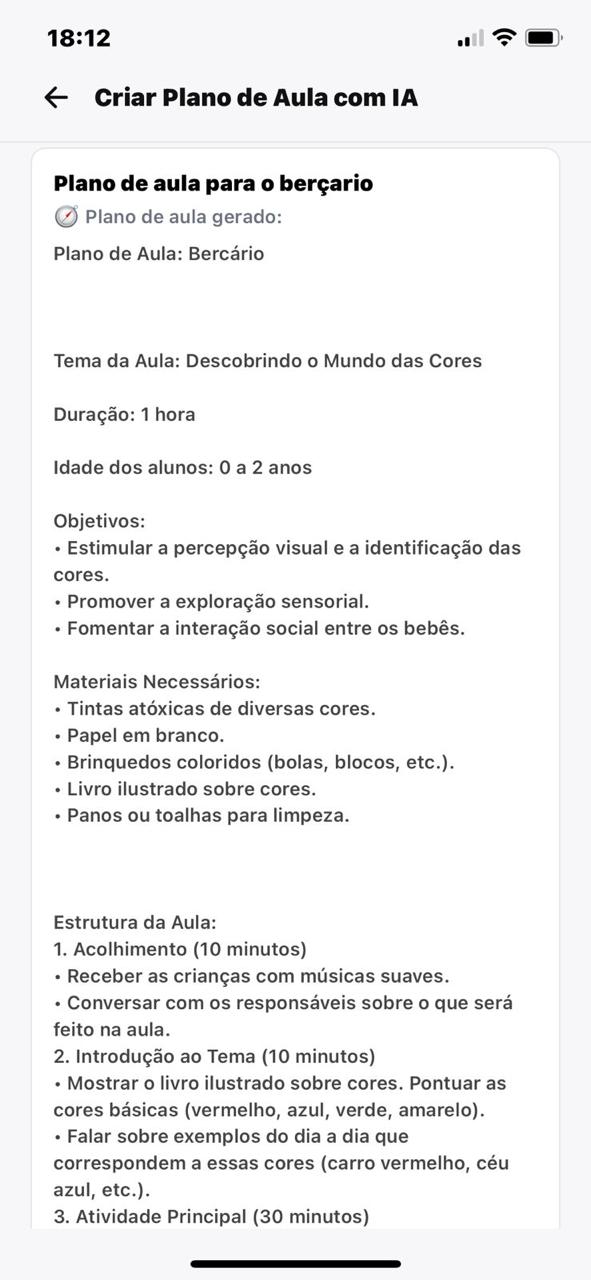 18:12
Criar Plano de Aula com IA
Plano de aula para o berçario
Plano de aula gerado:
Plano de Aula: Bercário
Tema da Aula: Descobrindo o Mundo das Cores
Duração: 1 hora
Idade dos alunos: 0 a 2 anos
Objetivos:
• Estimular a percepção visual e a identificação das
cores.
• Promover a exploração sensorial.
• Fomentar a interação social entre os bebês.
Materiais Necessários:
• Tintas atóxicas de diversas cores.
• Papel em branco.
• Brinquedos coloridos (bolas, blocos, etc.).
• Livro ilustrado sobre cores.
• Panos ou toalhas para limpeza.
Estrutura da Aula:
1. Acolhimento (10 minutos)
• Receber as crianças com músicas suaves.
• Conversar com os responsáveis sobre o que será
feito na aula.
2. Introdução ao Tema (10 minutos)
• Mostrar o livro ilustrado sobre cores. Pontuar as
cores básicas (vermelho, azul, verde, amarelo).
• Falar sobre exemplos do dia a dia que
correspondem a essas cores (carro vermelho, céu
azul, etc.).
3. Atividade Principal (30 minutos)